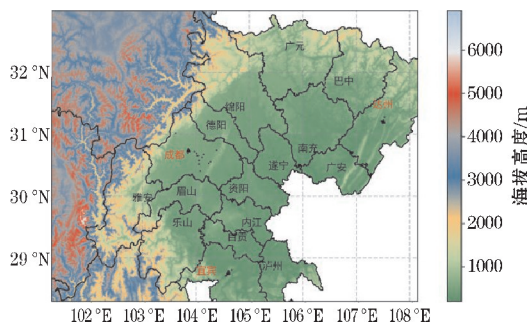 广元
巴中
达州
绵阳
德阳
成都
南充
遂宁
广安
资阳
雅安
眉山
乐山
内江
自贡
宜宾
泸州
32°N
31°N
30°N
29°N
102°E 103°E 104°E 105°E 106°E 107°E 108°E
6000
5000
4000
3000
2000
1000
海拔高度/m